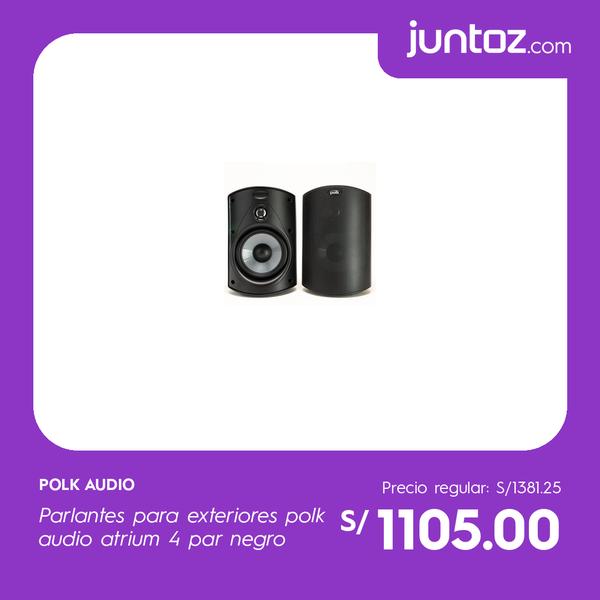 juntoz.com
polk
POLK AUDIO
Parlantes para exteriores polk
audio atrium 4 par negro
Precio regular: S/1381.25
S/ 1105.00